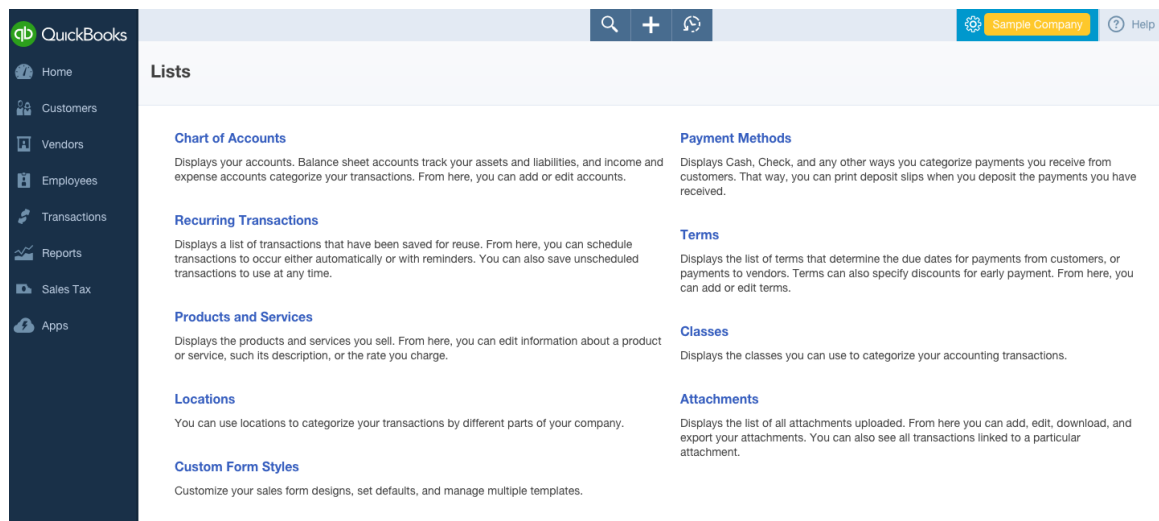 QuickBooks
Sample Company
Help
Home
Customers
Vendors
Employees
Transactions
Reports
Sales Tax
Apps
Lists
Chart of Accounts
Displays your accounts. Balance sheet accounts track your assets and liabilities, and income and
expense accounts categorize your transactions. From here, you can add or edit accounts.
Recurring Transactions
Displays a list of transactions that have been saved for reuse. From here, you can schedule
transactions to occur either automatically or with reminders. You can also save unscheduled
transactions to use at any time.
Products and Services
Displays the products and services you sell. From here, you can edit information about a product
or service, such its description, or the rate you charge.
Locations
You can use locations to categorize your transactions by different parts of your company.
Custom Form Styles
Customize your sales form designs, set defaults, and manage multiple templates.
Payment Methods
Displays Cash, Check, and any other ways you categorize payments you receive from
customers. That way, you can print deposit slips when you deposit the payments you have
received.
Terms
Displays the list of terms that determine the due dates for payments from customers, or
payments to vendors. Terms can also specify discounts for early payment. From here, you
can add or edit terms.
Classes
Displays the classes you can use to categorize your accounting transactions.
Attachments
Displays the list of all attachments uploaded. From here you can add, edit, download, and
export your attachments. You can also see all transactions linked to a particular
attachment.